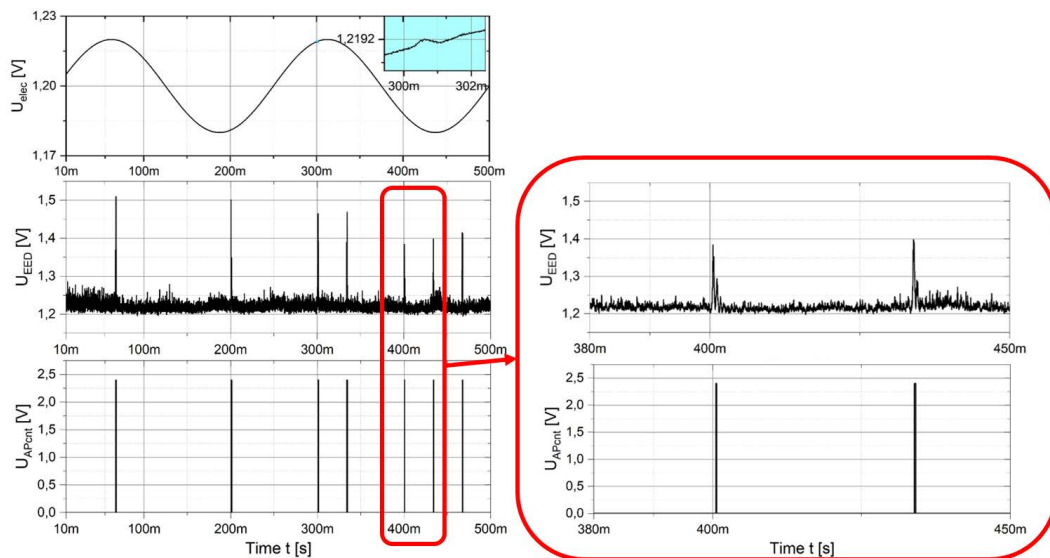 1,23
1,20
1,17
U_elec [V]
1,2192
300m 302m
10m 100m 200m 300m 400m 500m
1,5
1,4
1,3
1,2
U_EED [V]
10m 100m 200m 300m 400m 500m
2,5
2,0
1,5
1,0
0,5
0,0
U_APcnt [V]
10m 100m 200m 300m 400m 500m
Time t [s]
1,5
1,4
1,3
1,2
U_EED [V]
380m 400m 450m
2,5
2,0
1,5
1,0
0,5
0,0
U_APcnt [V]
380m 400m 450m
Time t [s]